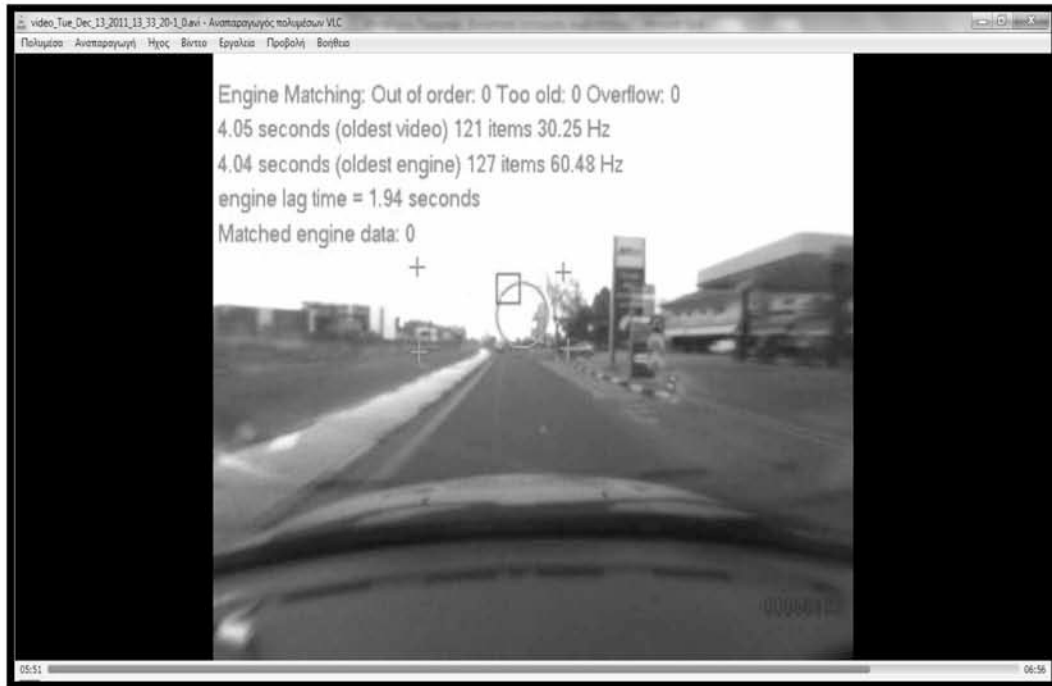 video_Tue_Dec_13_2011_13_33_20-1_0.avi - Αναπαραγωγός πολυμέσων VLC
Πολυμέσα Αναπαραγωγή Ήχος Βίντεο Εργαλεία Προβολή Βοήθεια
Engine Matching: Out of order: 0 Too old: 0 Overflow: 0
4.05 seconds (oldest video) 121 items 30.25 Hz
4.04 seconds (oldest engine) 127 items 60.48 Hz
engine lag time = 1.94 seconds
Matched engine data: 0
05:51 06:56